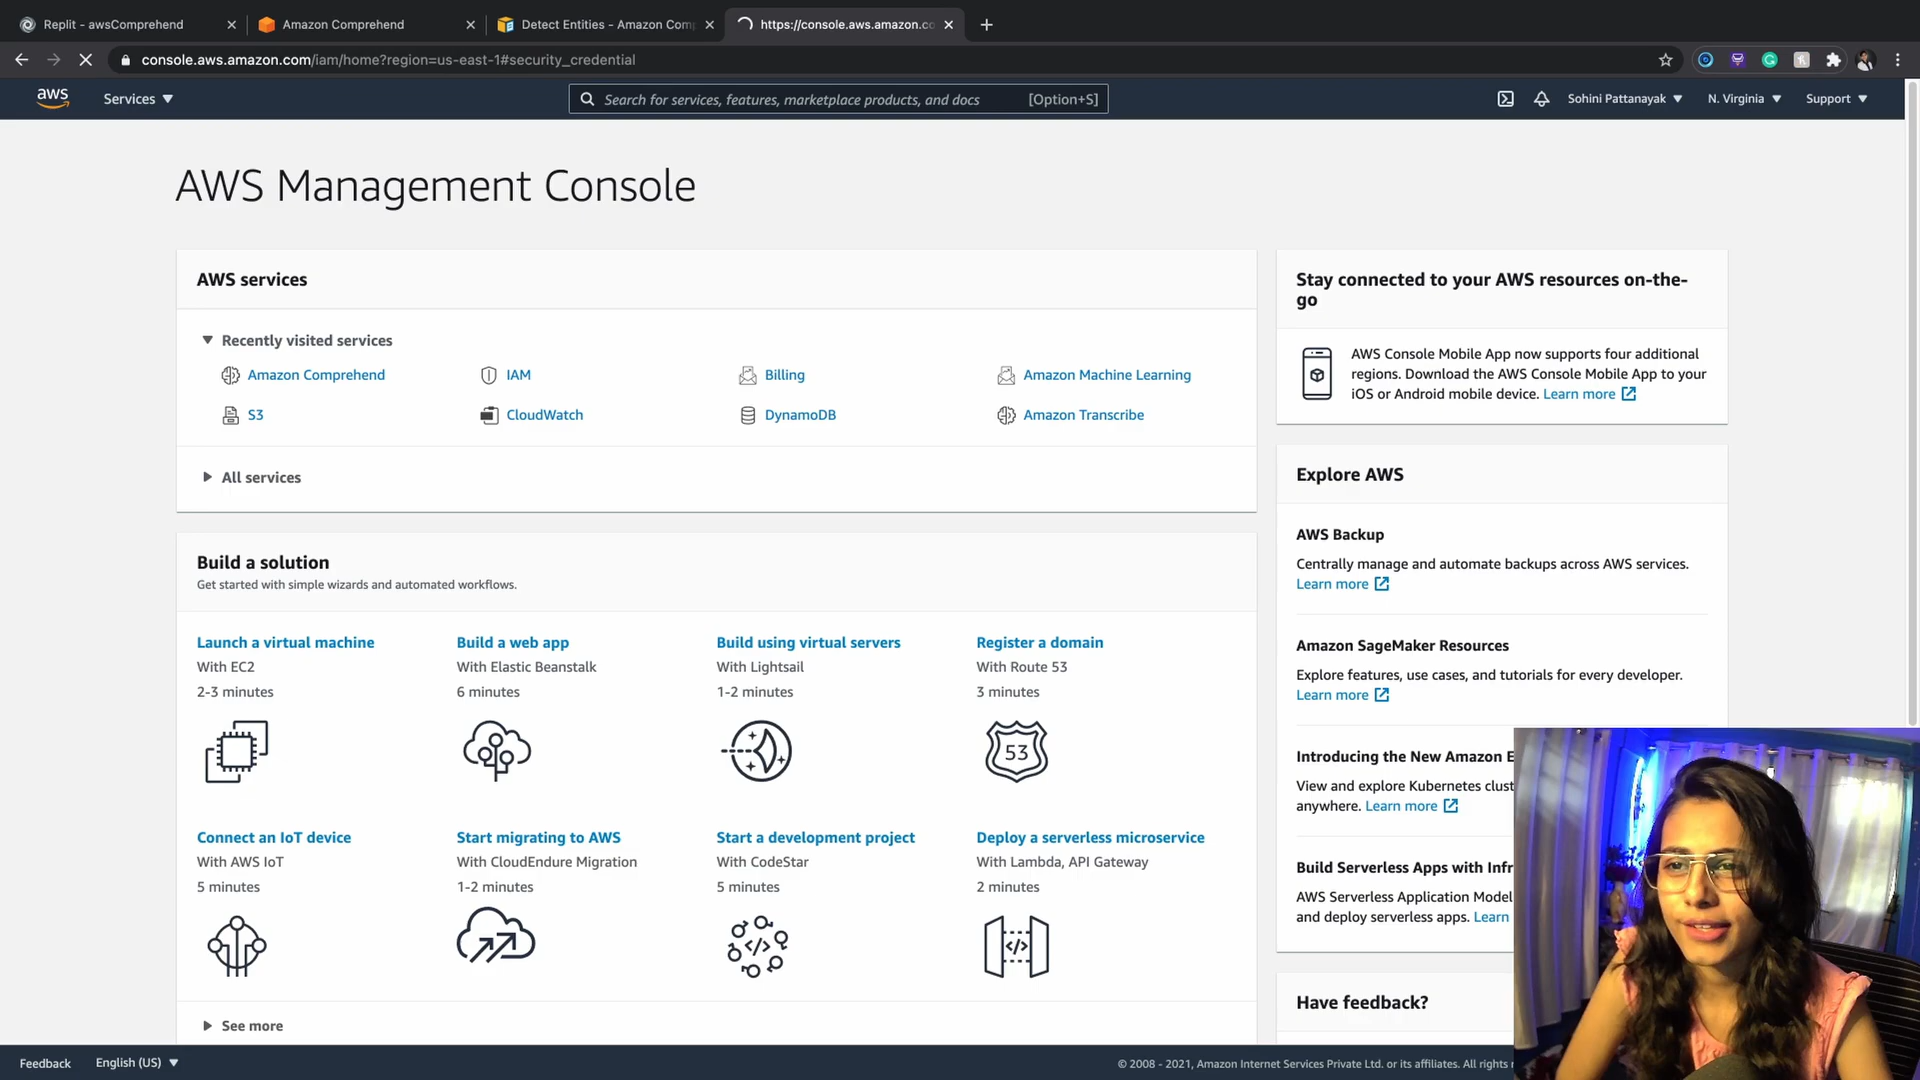 Replit - awsComprehend
Amazon Comprehend
Detect Entities - Amazon Com
https://console.aws.amazon.co
console.aws.amazon.com/iam/home?region=us-east-1#security_credential
aws
Services
Search for services, features, marketplace products, and docs [Option+S]
Sohini Pattanayak
N. Virginia
Support
AWS Management Console
AWS services
Recently visited services
Amazon Comprehend
IAM
Billing
Amazon Machine Learning
S3
CloudWatch
DynamoDB
Amazon Transcribe
All services
Build a solution
Get started with simple wizards and automated workflows.
Launch a virtual machine
With EC2
2-3 minutes
Build a web app
With Elastic Beanstalk
6 minutes
Build using virtual servers
With Lightsail
1-2 minutes
Register a domain
With Route 53
3 minutes
53
Connect an IoT device
With AWS IoT
5 minutes
Start migrating to AWS
With CloudEndure Migration
1-2 minutes
Start a development project
With CodeStar
5 minutes
Deploy a serverless microservice
With Lambda, API Gateway
2 minutes
See more
Stay connected to your AWS resources on-the-
go
AWS Console Mobile App now supports four additional
regions. Download the AWS Console Mobile App to your
iOS or Android mobile device. Learn more
Explore AWS
AWS Backup
Centrally manage and automate backups across AWS services.
Learn more
Amazon SageMaker Resources
Explore features, use cases, and tutorials for every developer.
Learn more
Introducing the New Amazon E
View and explore Kubernetes clust
anywhere. Learn more
Build Serverless Apps with Infr
AWS Serverless Application Model
and deploy serverless apps. Learn
Have feedback?
Feedback
English (US)
© 2008 - 2021, Amazon Internet Services Private Ltd. or its affiliates. All rights r